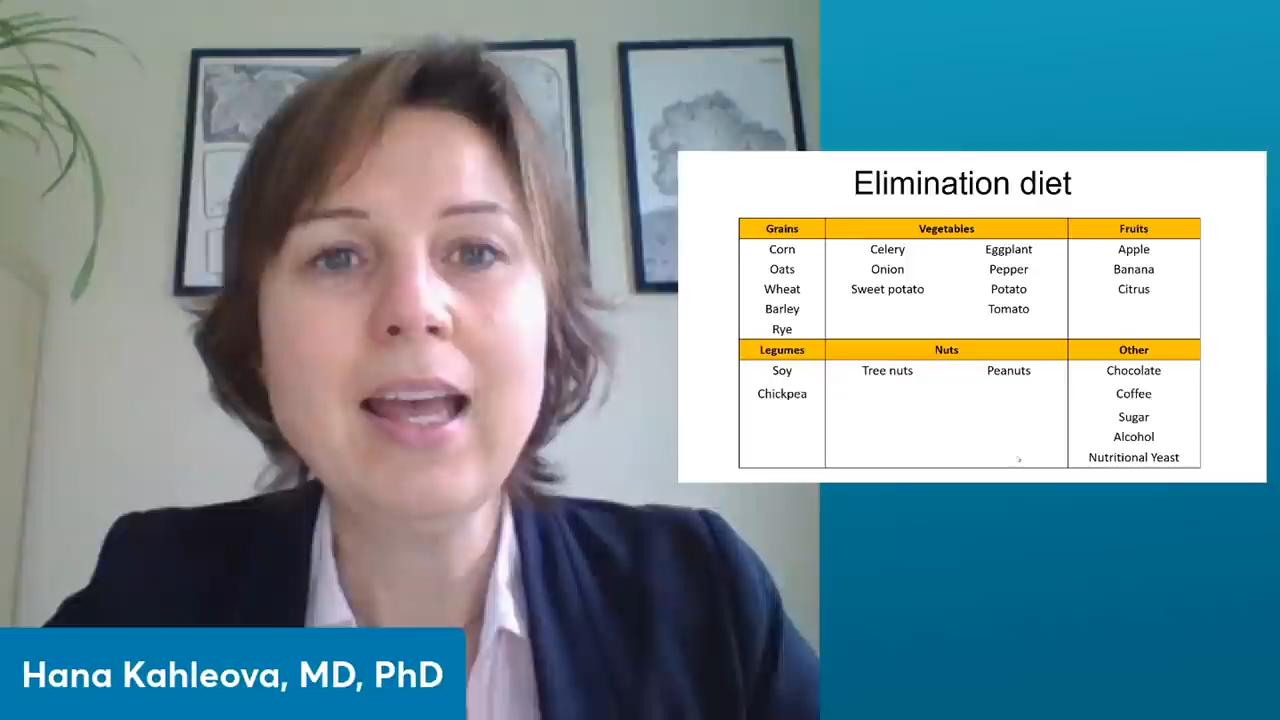 Elimination diet
Grains Vegetables Fruits
Corn Celery Eggplant Apple
Oats Onion Pepper Banana
Wheat Sweet potato Potato Citrus
Barley Tomato
Rye
Legumes Nuts Other
Soy Tree nuts Peanuts Chocolate
Chickpea Coffee
Sugar
Alcohol
Nutritional Yeast
Hana Kahleova, MD, PhD